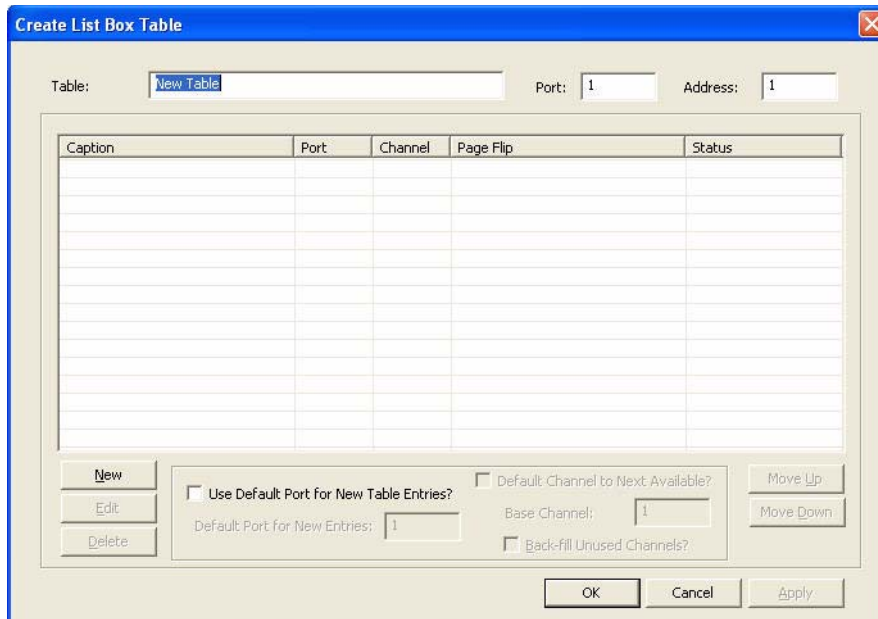 Create List Box Table
Table: New Table Port: 1 Address: 1
Caption Port Channel Page Flip Status
New
Edit
Delete
Use Default Port for New Table Entries?
Default Port for New Entries: 1
Default Channel to Next Available?
Base Channel: 1
Back-fill Unused Channels?
Move Up
Move Down
OK Cancel Apply